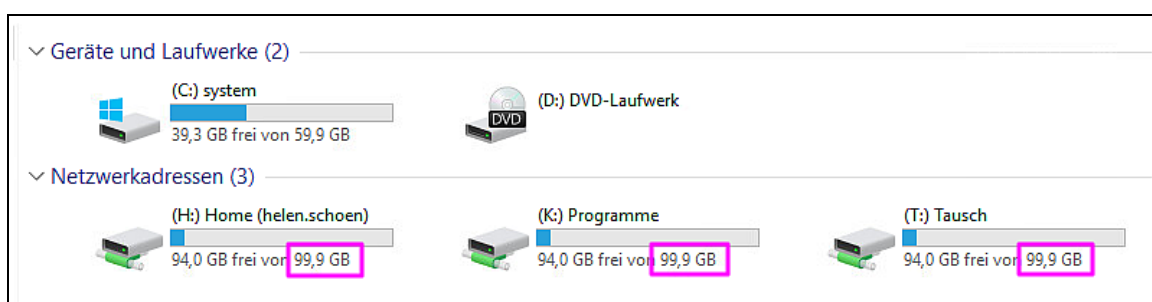 Geräte und Laufwerke (2)
(C:) system
39,3 GB frei von 59,9 GB
(D:) DVD-Laufwerk
DVD
Netzwerkadressen (3)
(H:) Home (helen.schoen)
94,0 GB frei von 99,9 GB
(K:) Programme
94,0 GB frei von 99,9 GB
(T:) Tausch
94,0 GB frei von 99,9 GB